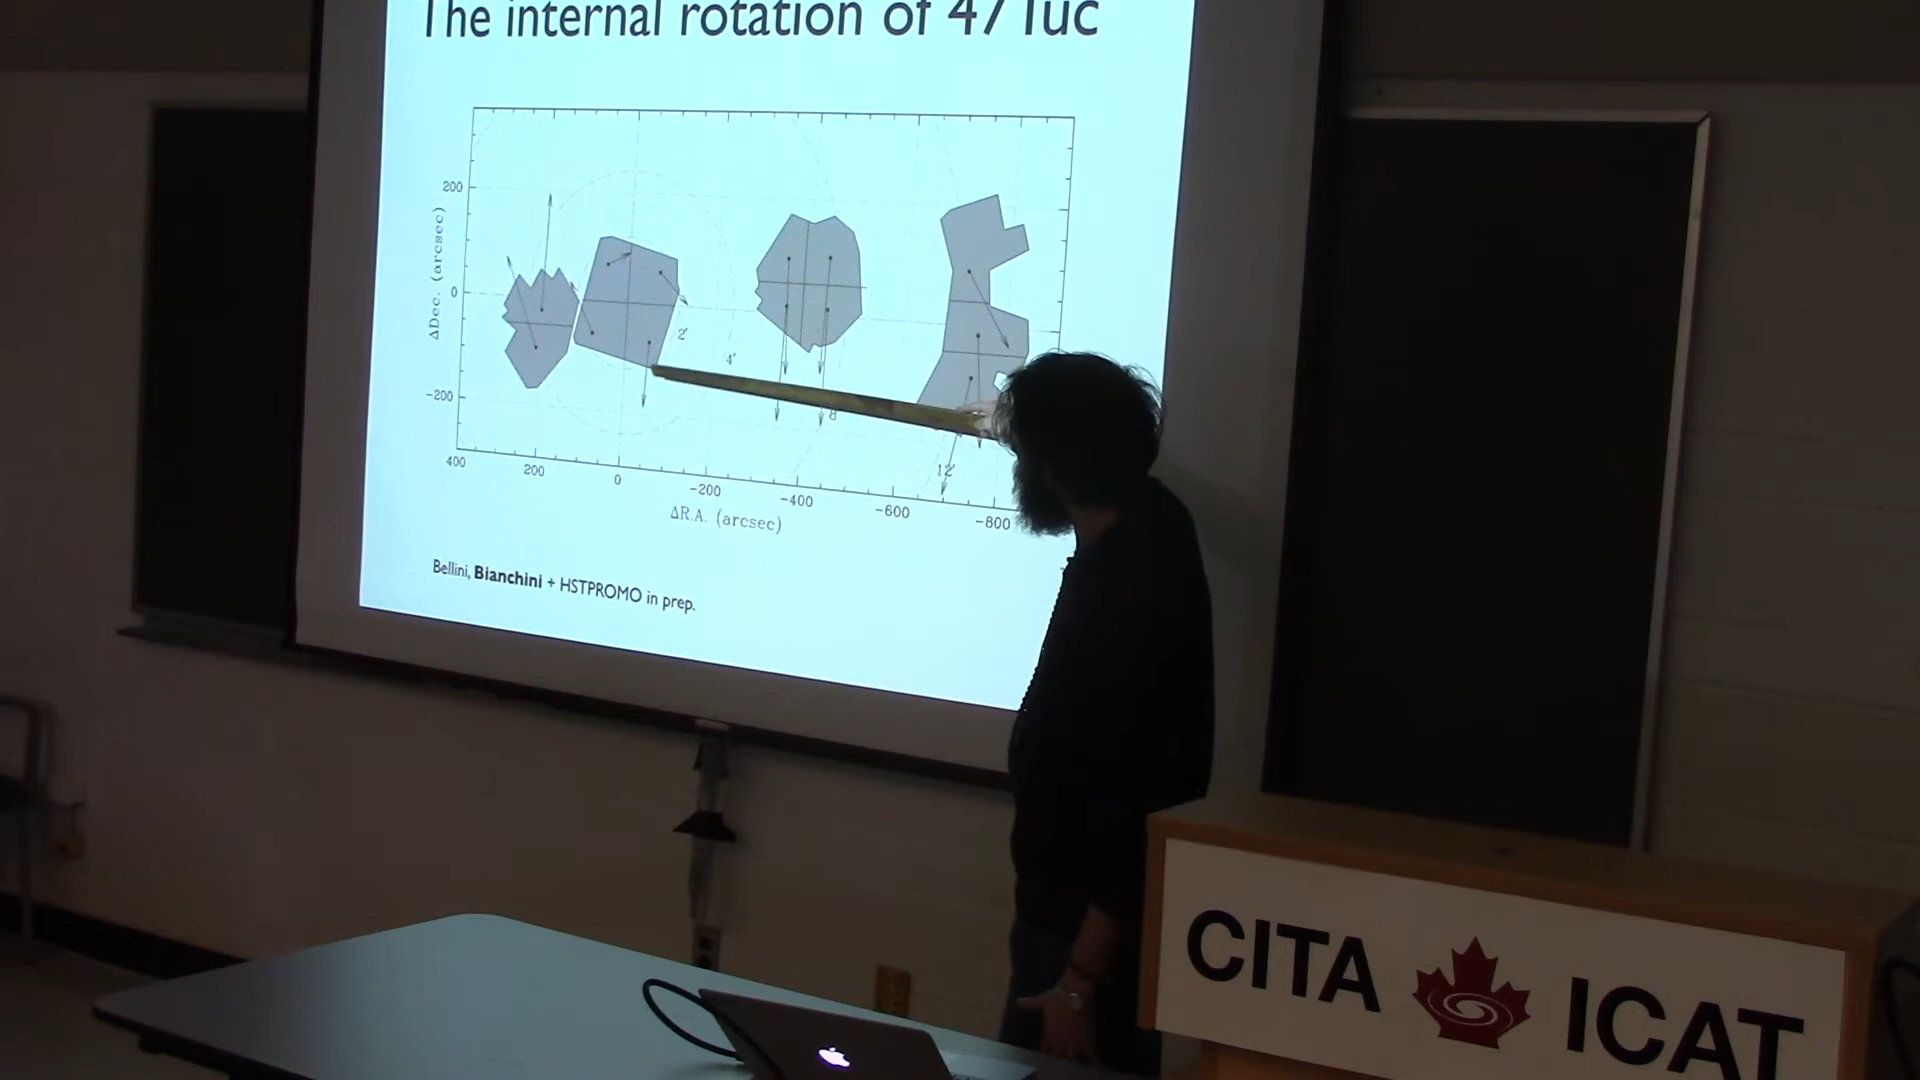 The internal rotation of 47 Tuc
200
0
-200
ΔDec. (arcsec)
2'
4'
8'
12'
400
200
0
-200
-400
-600
-800
ΔR.A. (arcsec)
Bellini, Bianchini + HSTPROMO in prep.
CITA ICAT